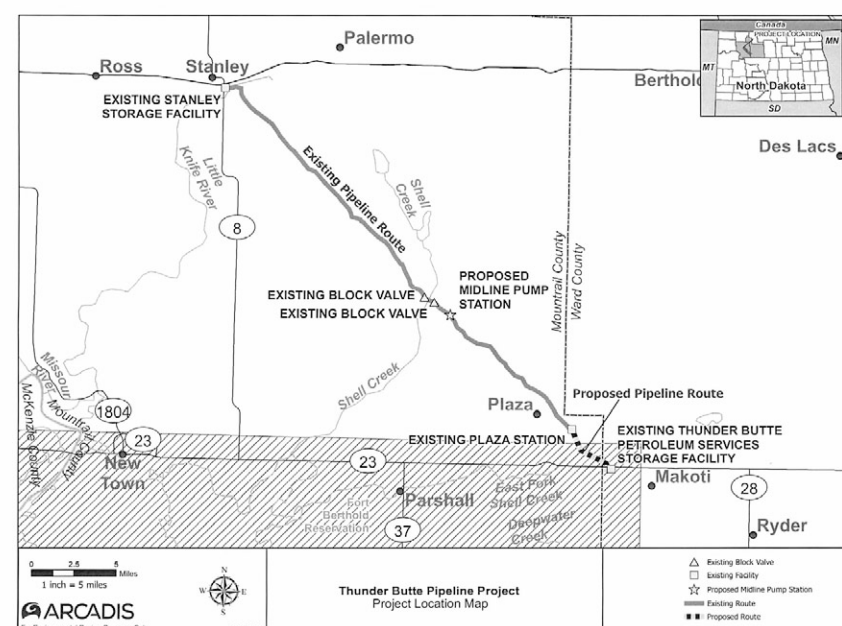 Canada
PROJECT LOCATION
MN
MT
North Dakota
SD
Palermo
Ross
Stanley
Berthold
Des Lacs
EXISTING STANLEY
STORAGE FACILITY
Little
Knife River
Existing Pipeline Route
Shell
Creek
8
Mountrail County
Ward County
PROPOSED
MIDLINE PUMP
STATION
EXISTING BLOCK VALVE
EXISTING BLOCK VALVE
Shell Creek
Missouri
River
McKenzie County
Mountrail County
1804
23
New
Town
Plaza
Proposed Pipeline Route
EXISTING PLAZA STATION
EXISTING THUNDER BUTTE
PETROLEUM SERVICES
STORAGE FACILITY
23
Makoti
28
Parshall
East Fork
Shell Creek
Fort
Berthold
Reservation
37
Deepwater
Creek
Ryder
0 1.25 2.5 5
Miles
1 inch = 5 miles
ARCADIS
N
W E
S
Thunder Butte Pipeline Project
Project Location Map
Existing Block Valve
Existing Facility
Proposed Midline Pump Station
Existing Route
Proposed Route